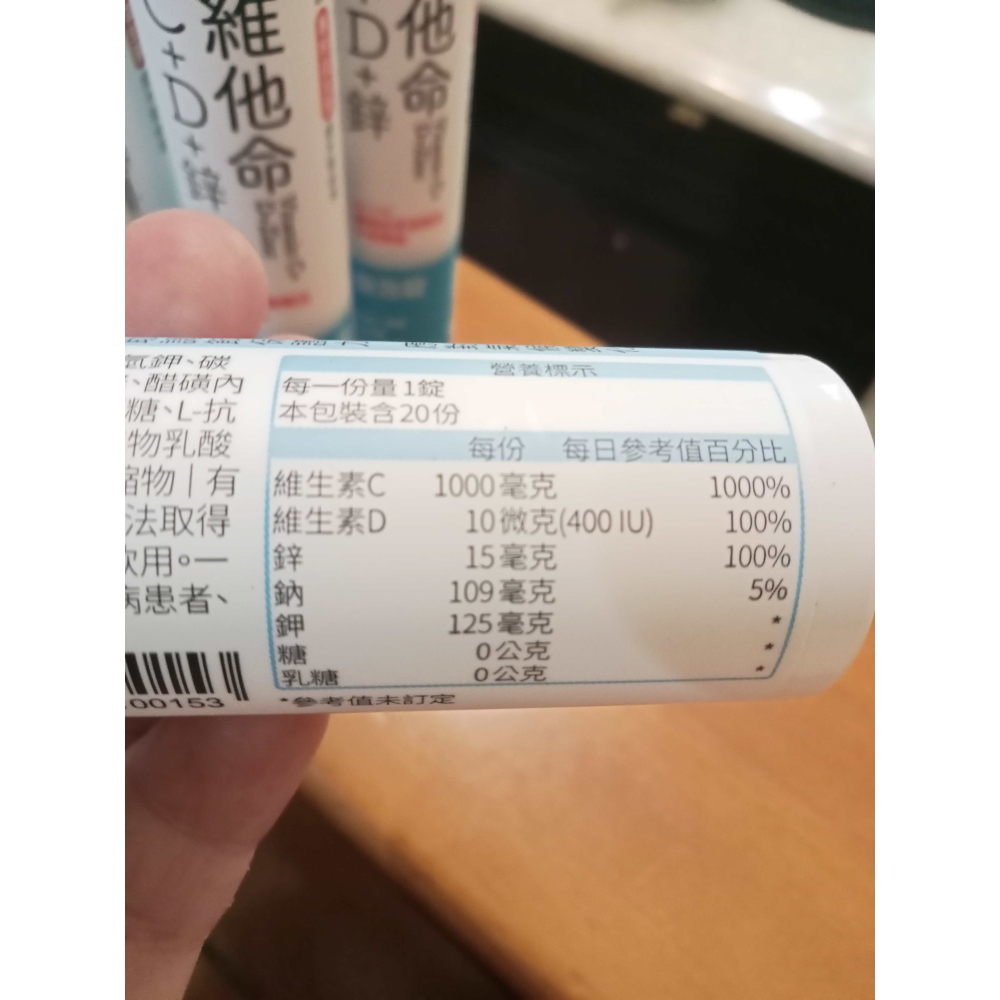 C+D+鋅
維他命
D+鋅
他命
氫鉀、碳
、醋磺內
糖、L-抗
物乳酸
縮物｜有
法取得
飲用。一
病患者、
00153
營養標示
每一份量1錠
本包裝含20份
每份 每日參考值百分比
維生素C 1000毫克 1000%
維生素D 10微克(400 IU) 100%
鋅 15毫克 100%
鈉 109毫克 5%
鉀 125毫克 *
糖 0公克 *
乳糖 0公克 *
*參考值未訂定